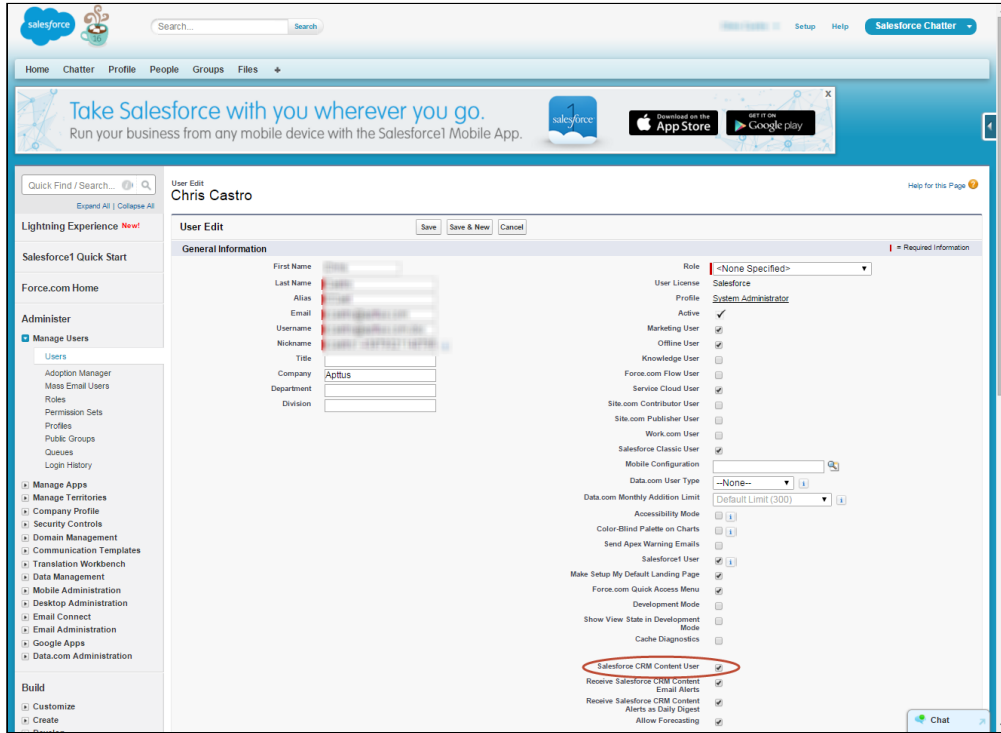 salesforce
16
Search...
Search
Setup
Help
Salesforce Chatter
Home Chatter Profile People Groups Files +
Take Salesforce with you wherever you go.
Run your business from any mobile device with the Salesforce1 Mobile App.
1
salesforce
Download on the
App Store
GET IT ON
Google play
X
Quick Find / Search...
Expand All | Collapse All
Lightning Experience New!
Salesforce1 Quick Start
Force.com Home
Administer
Manage Users
Users
Adoption Manager
Mass Email Users
Roles
Permission Sets
Profiles
Public Groups
Queues
Login History
Manage Apps
Manage Territories
Company Profile
Security Controls
Domain Management
Communication Templates
Translation Workbench
Data Management
Mobile Administration
Desktop Administration
Email Connect
Email Administration
Google Apps
Data.com Administration
Build
Customize
Create
Develop
User Edit
Chris Castro
Help for this Page ?
User Edit
Save
Save & New
Cancel
General Information
= Required Information
First Name
Last Name
Alias
Email
Username
Nickname
Title
Company Apttus
Department
Division
Role <None Specified>
User License Salesforce
Profile System Administrator
Active ✓
Marketing User
Offline User
Knowledge User
Force.com Flow User
Service Cloud User
Site.com Contributor User
Site.com Publisher User
Work.com User
Salesforce Classic User
Mobile Configuration
Data.com User Type --None-- i
Data.com Monthly Addition Limit Default Limit (300) i
Accessibility Mode i
Color-Blind Palette on Charts i
Send Apex Warning Emails
Salesforce1 User i
Make Setup My Default Landing Page
Force.com Quick Access Menu
Development Mode
Show View State in Development
Mode
Cache Diagnostics
Salesforce CRM Content User
Receive Salesforce CRM Content
Email Alerts
Receive Salesforce CRM Content
Alerts as Daily Digest
Allow Forecasting
Chat